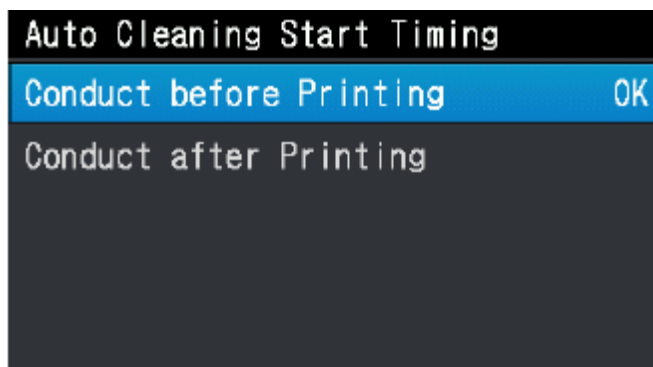 Auto Cleaning Start Timing
Conduct before Printing OK
Conduct after Printing